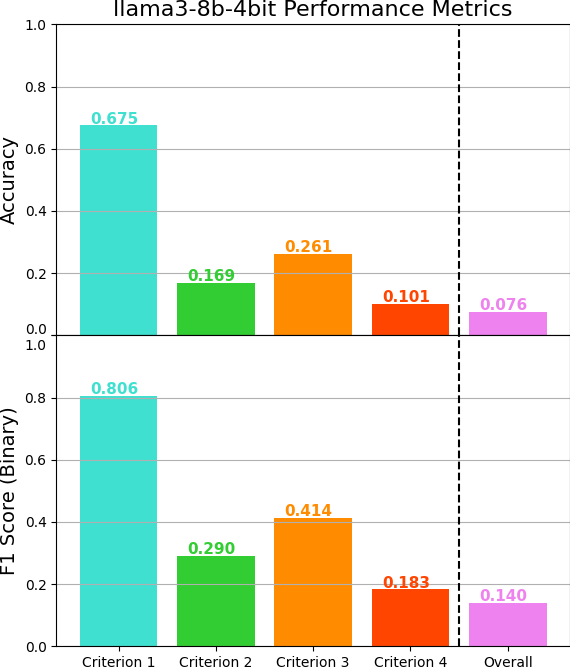 llama3-8b-4bit Performance Metrics
Accuracy
1.0
0.8
0.6
0.4
0.2
0.0
0.675
0.169
0.261
0.101
0.076
F1 Score (Binary)
1.0
0.8
0.6
0.4
0.2
0.0
0.806
0.290
0.414
0.183
0.140
Criterion 1
Criterion 2
Criterion 3
Criterion 4
Overall